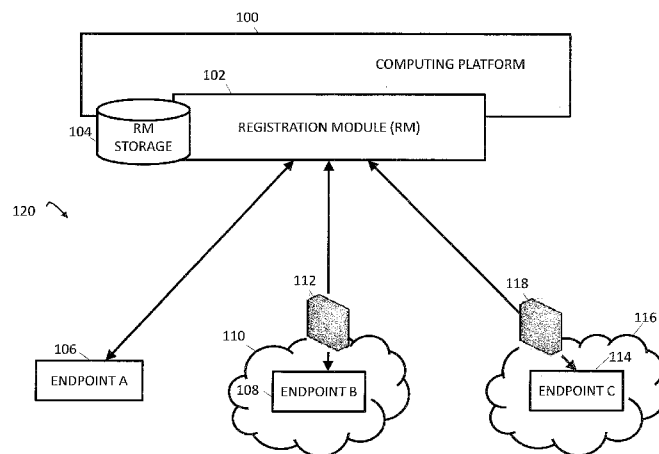 100
COMPUTING PLATFORM
102
104
RM
STORAGE
REGISTRATION MODULE (RM)
120
112
118
110
116
106
114
ENDPOINT A
108
ENDPOINT B
ENDPOINT C